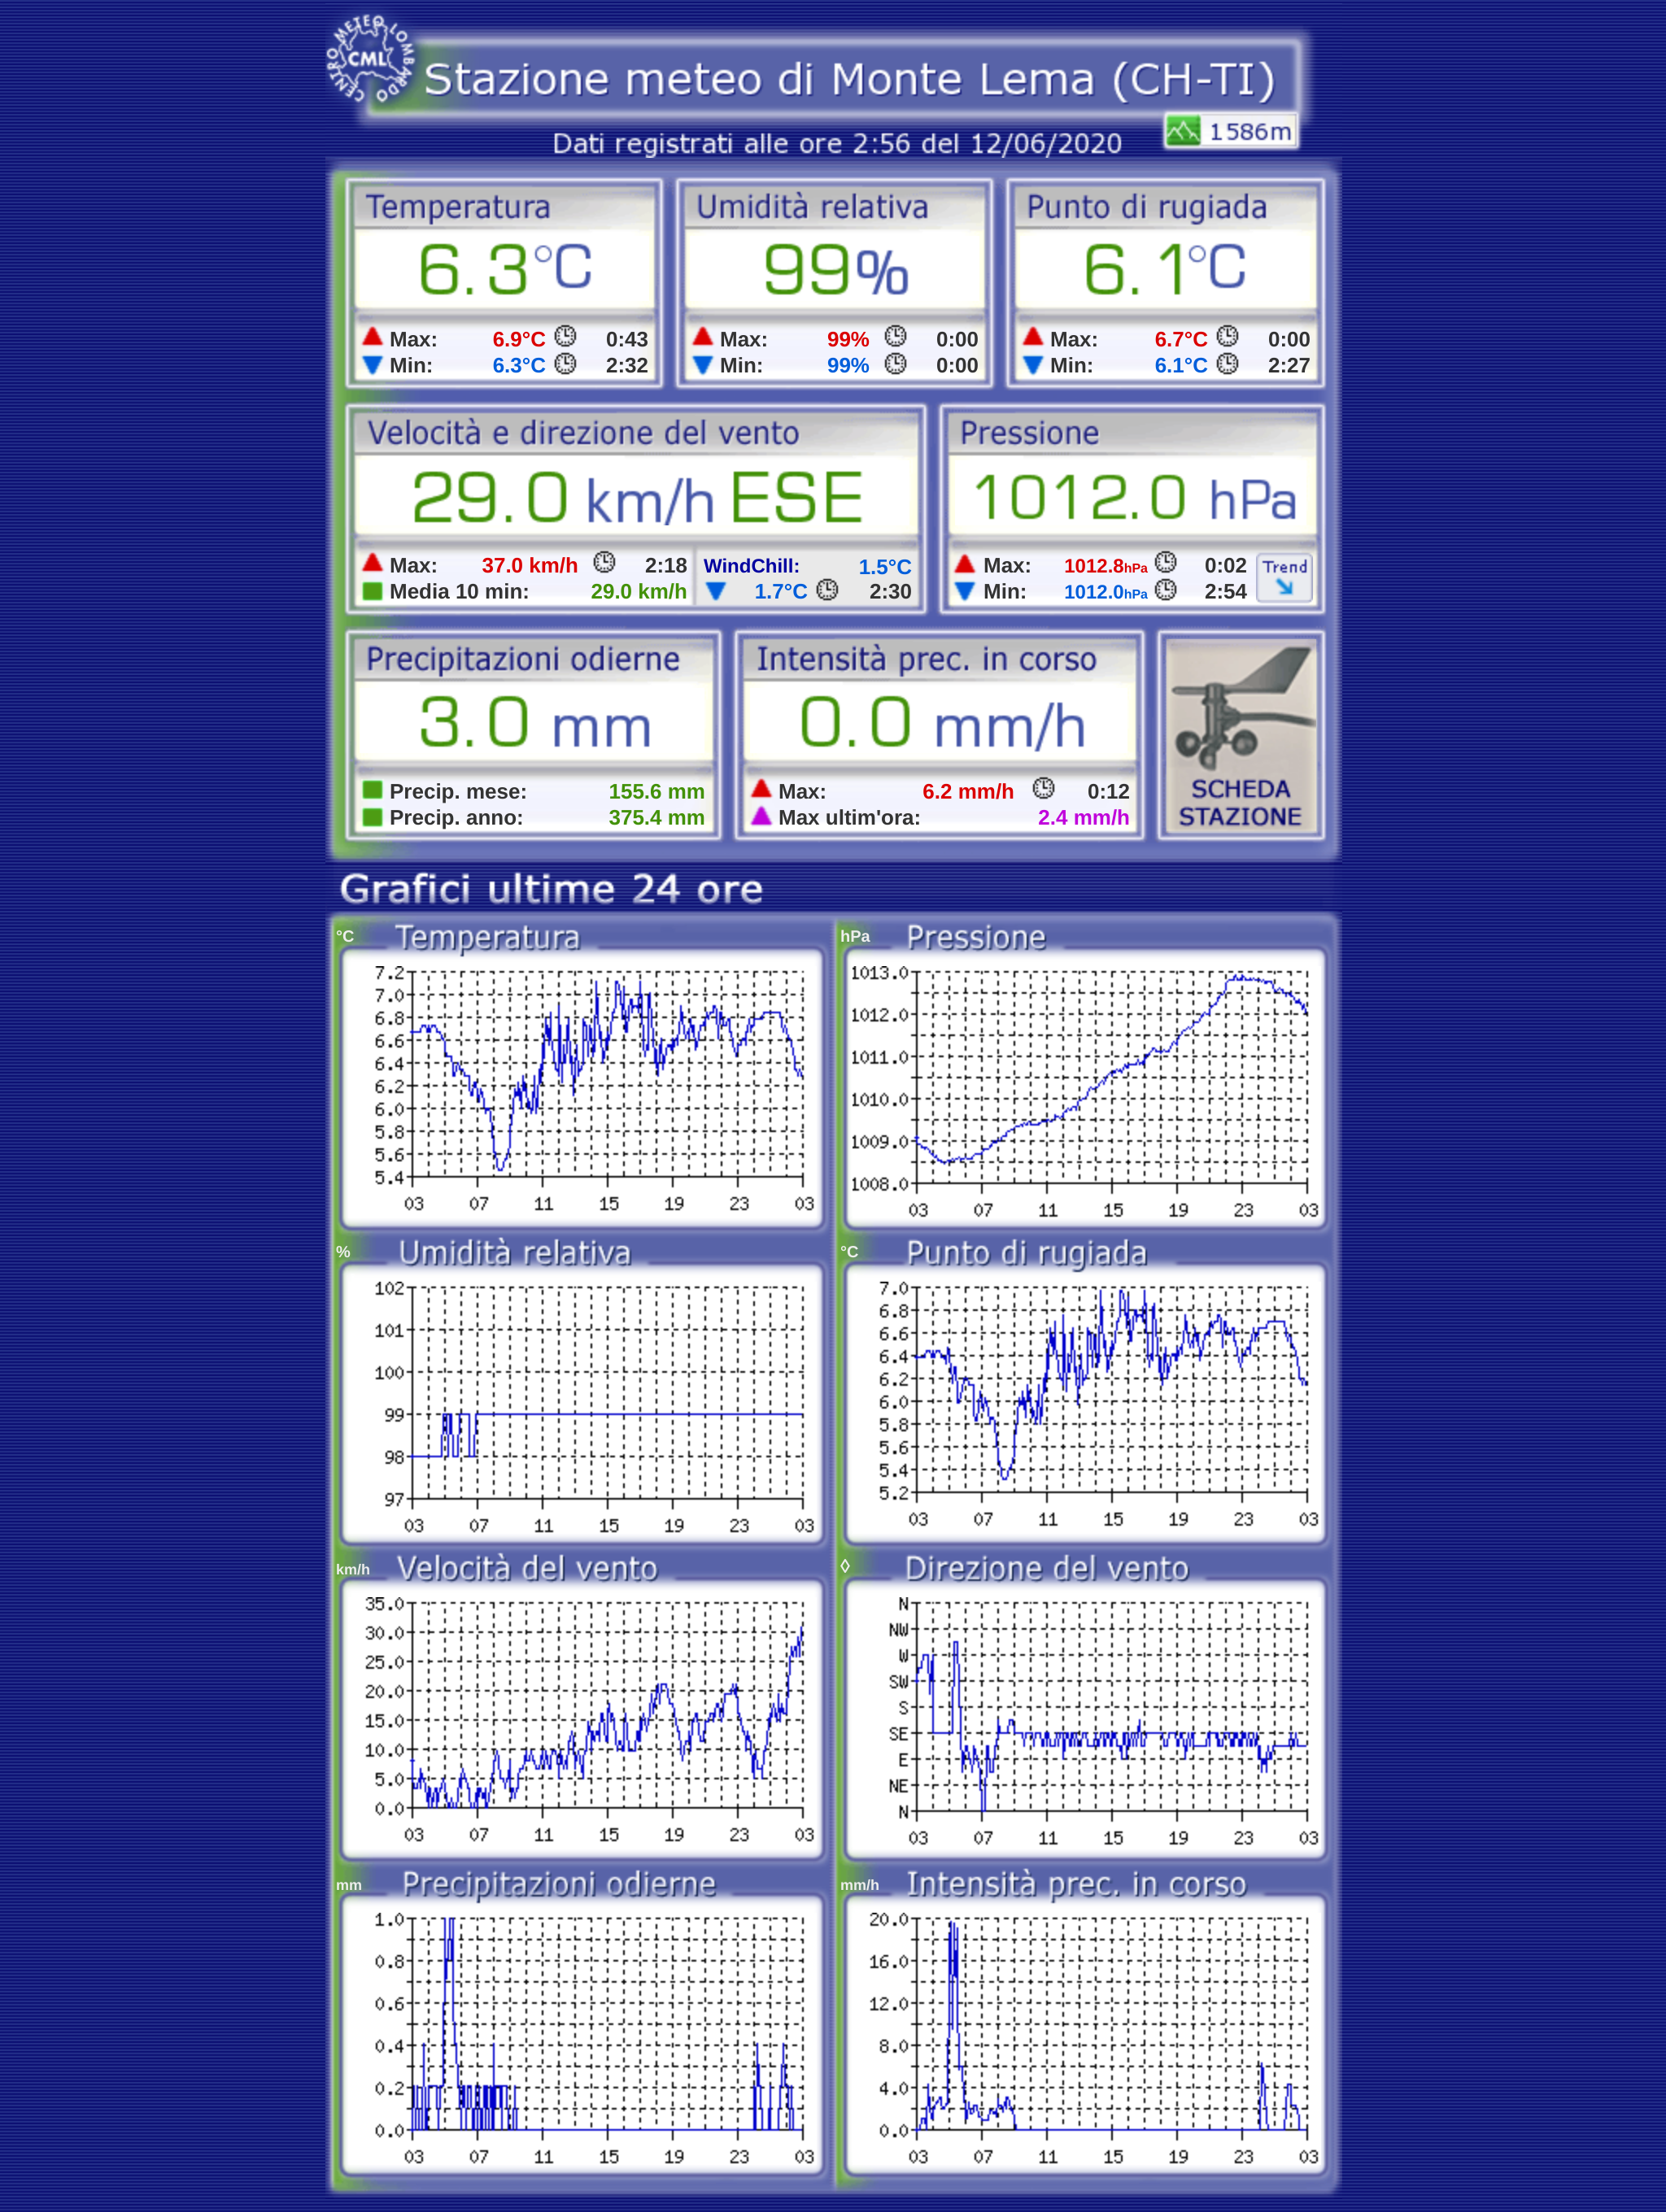 CENTRO METEO LOMBARDO
CML
Stazione meteo di Monte Lema (CH-TI)
1586m
Dati registrati alle ore 2:56 del 12/06/2020
Temperatura Umidità relativa Punto di rugiada
6.3°C 99% 6.1°C
Max: 6.9°C 0:43 Max: 99% 0:00 Max: 6.7°C 0:00
Min: 6.3°C 2:32 Min: 99% 0:00 Min: 6.1°C 2:27
Velocità e direzione del vento Pressione
29.0 km/h ESE 1012.0 hPa
Max: 37.0 km/h 2:18 WindChill: 1.5°C Max: 1012.8hPa 0:02 Trend
Media 10 min: 29.0 km/h 1.7°C 2:30 Min: 1012.0hPa 2:54
Precipitazioni odierne Intensità prec. in corso
3.0 mm 0.0 mm/h
Precip. mese: 155.6 mm Max: 6.2 mm/h 0:12 SCHEDA
Precip. anno: 375.4 mm Max ultim'ora: 2.4 mm/h STAZIONE
Grafici ultime 24 ore
°C Temperatura
7.2
7.0
6.8
6.6
6.4
6.2
6.0
5.8
5.6
5.4
03 07 11 15 19 23 03
hPa Pressione
1013.0
1012.0
1011.0
1010.0
1009.0
1008.0
03 07 11 15 19 23 03
% Umidità relativa
102
101
100
99
98
97
03 07 11 15 19 23 03
°C Punto di rugiada
7.0
6.8
6.6
6.4
6.2
6.0
5.8
5.6
5.4
5.2
03 07 11 15 19 23 03
km/h Velocità del vento
35.0
30.0
25.0
20.0
15.0
10.0
5.0
0.0
03 07 11 15 19 23 03
◊ Direzione del vento
N
NW
W
SW
S
SE
E
NE
N
03 07 11 15 19 23 03
mm Precipitazioni odierne
1.0
0.8
0.6
0.4
0.2
0.0
03 07 11 15 19 23 03
mm/h Intensità prec. in corso
20.0
16.0
12.0
8.0
4.0
0.0
03 07 11 15 19 23 03